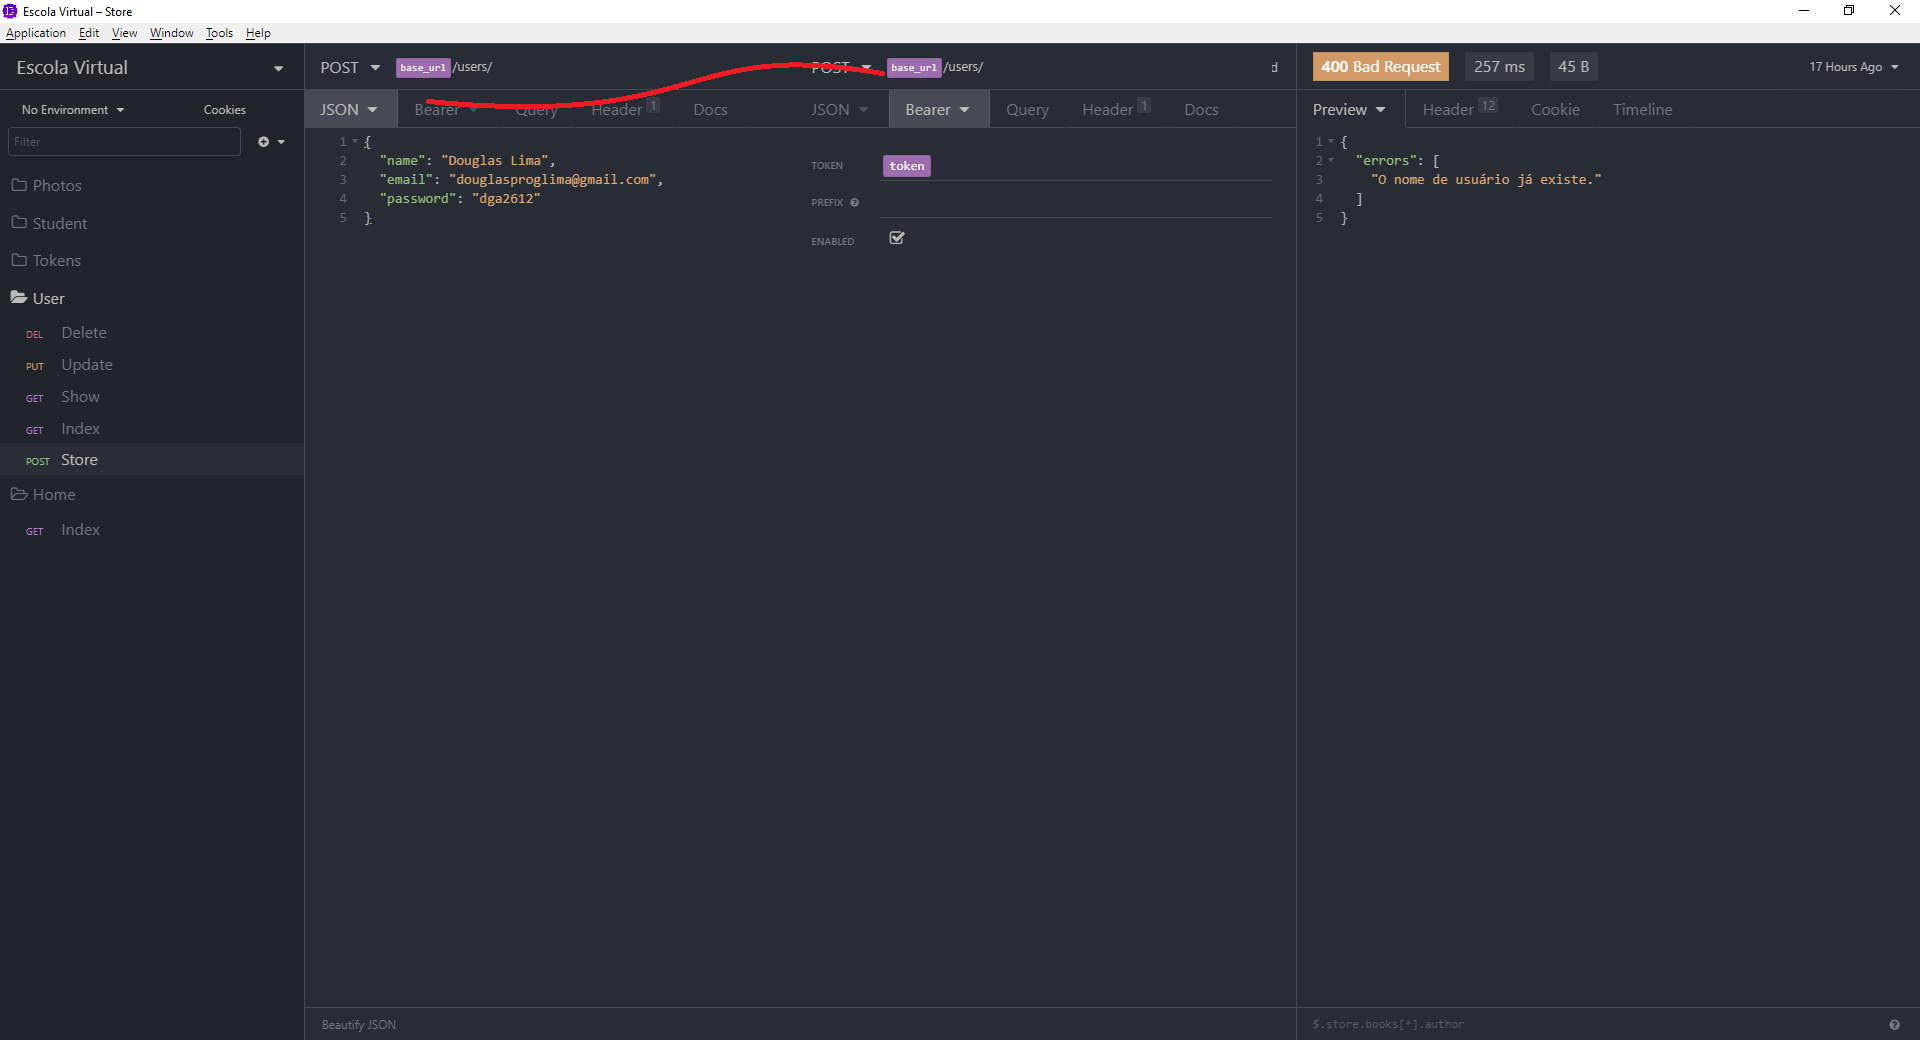 Escola Virtual – Store
Application Edit View Window Tools Help
Escola Virtual
No Environment Cookies
Filter
Photos
Student
Tokens
User
DEL Delete
PUT Update
GET Show
GET Index
POST Store
Home
GET Index
POST base_url /users/
JSON Bearer Query Header 1 Docs
1 {
2 "name": "Douglas Lima",
3 "email": "douglasproglima@gmail.com",
4 "password": "dga2612"
5 }
Beautify JSON
POST base_url /users/ d
JSON Bearer Query Header 1 Docs
TOKEN token
PREFIX
ENABLED
400 Bad Request 257 ms 45 B 17 Hours Ago
Preview Header 12 Cookie Timeline
1 {
2 "errors": [
3 "O nome de usuário já existe."
4 ]
5 }
$.store.books[*].author